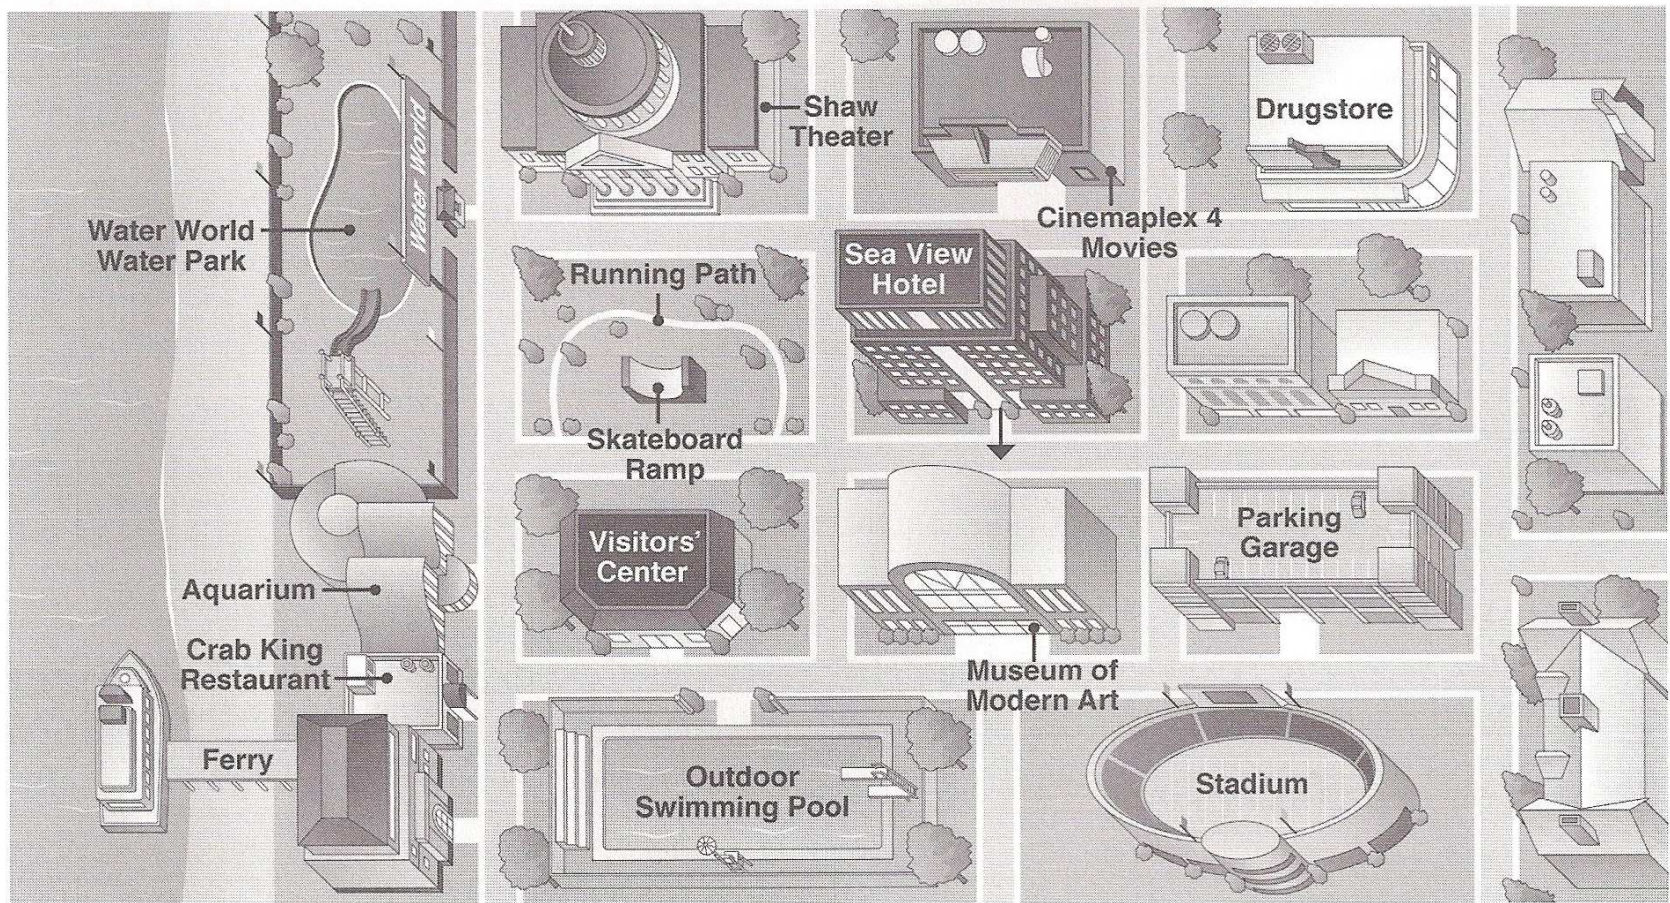 Shaw
Theater
Drugstore
Water World
Water World
Water Park
Cinemaplex 4
Movies
Sea View
Hotel
Running Path
Skateboard
Ramp
Visitors'
Center
Parking
Garage
Aquarium
Crab King
Restaurant
Museum of
Modern Art
Ferry
Outdoor
Swimming Pool
Stadium